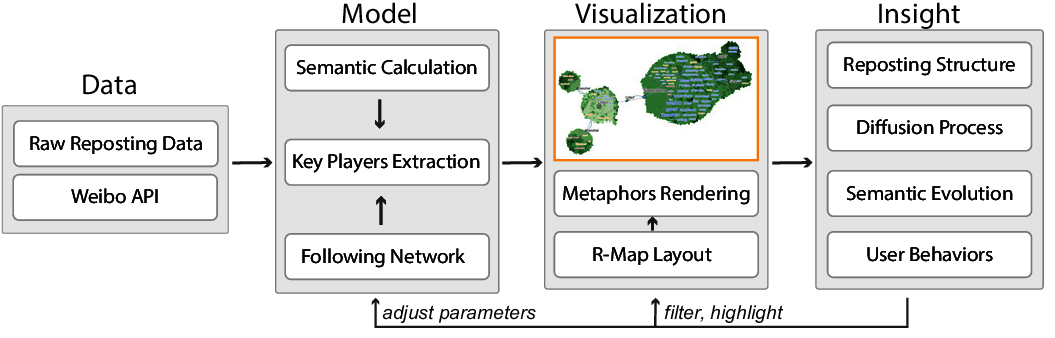 Data
Raw Reposting Data
Weibo API
Model
Semantic Calculation
Key Players Extraction
Following Network
Visualization
Metaphors Rendering
R-Map Layout
Insight
Reposting Structure
Diffusion Process
Semantic Evolution
User Behaviors
adjust parameters
filter, highlight